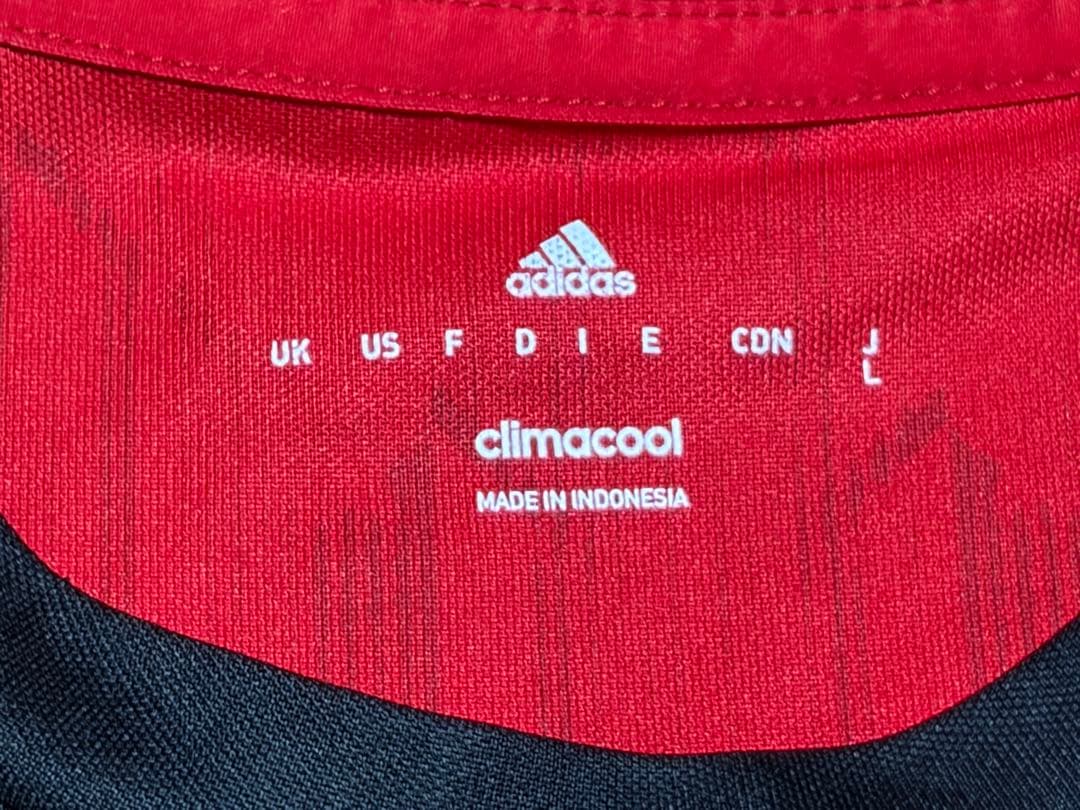 adidas
UK US F D I E CDN J
L
climacool
MADE IN INDONESIA